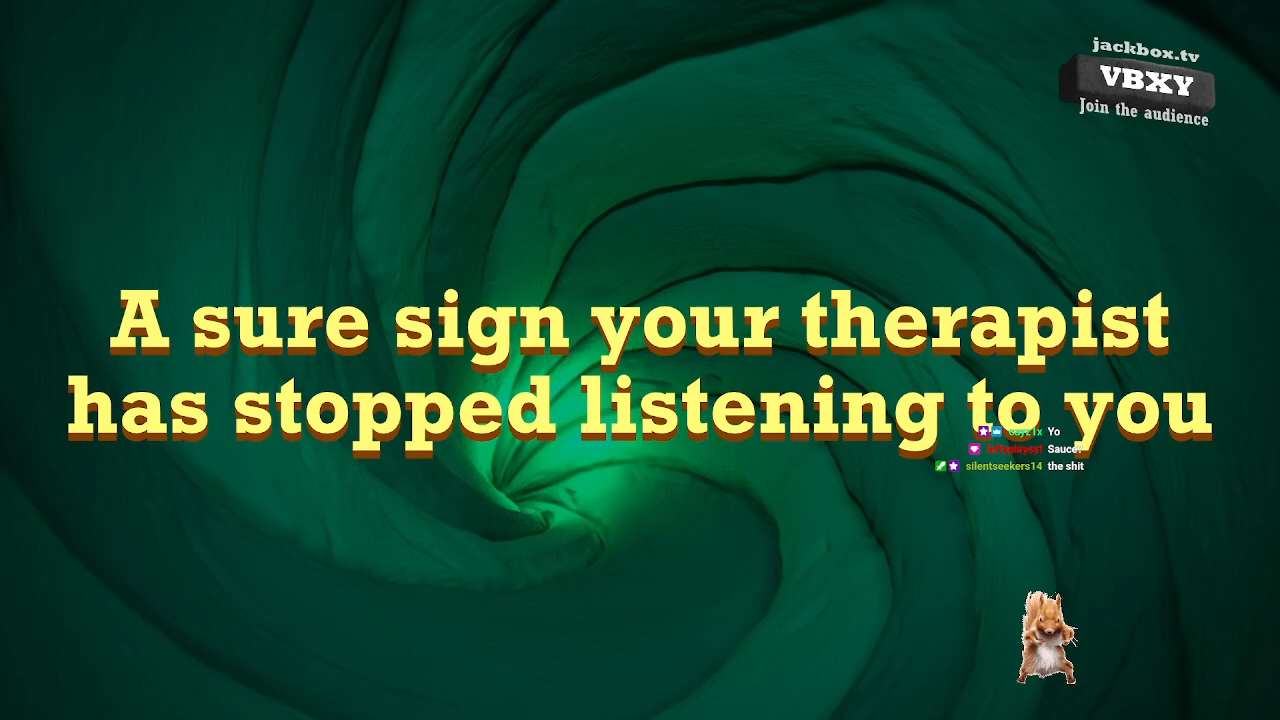 jackbox.tv
VBXY
Join the audience
A sure sign your therapist
has stopped listening to you
Yo
Sauce?
silentseekers14 the shit